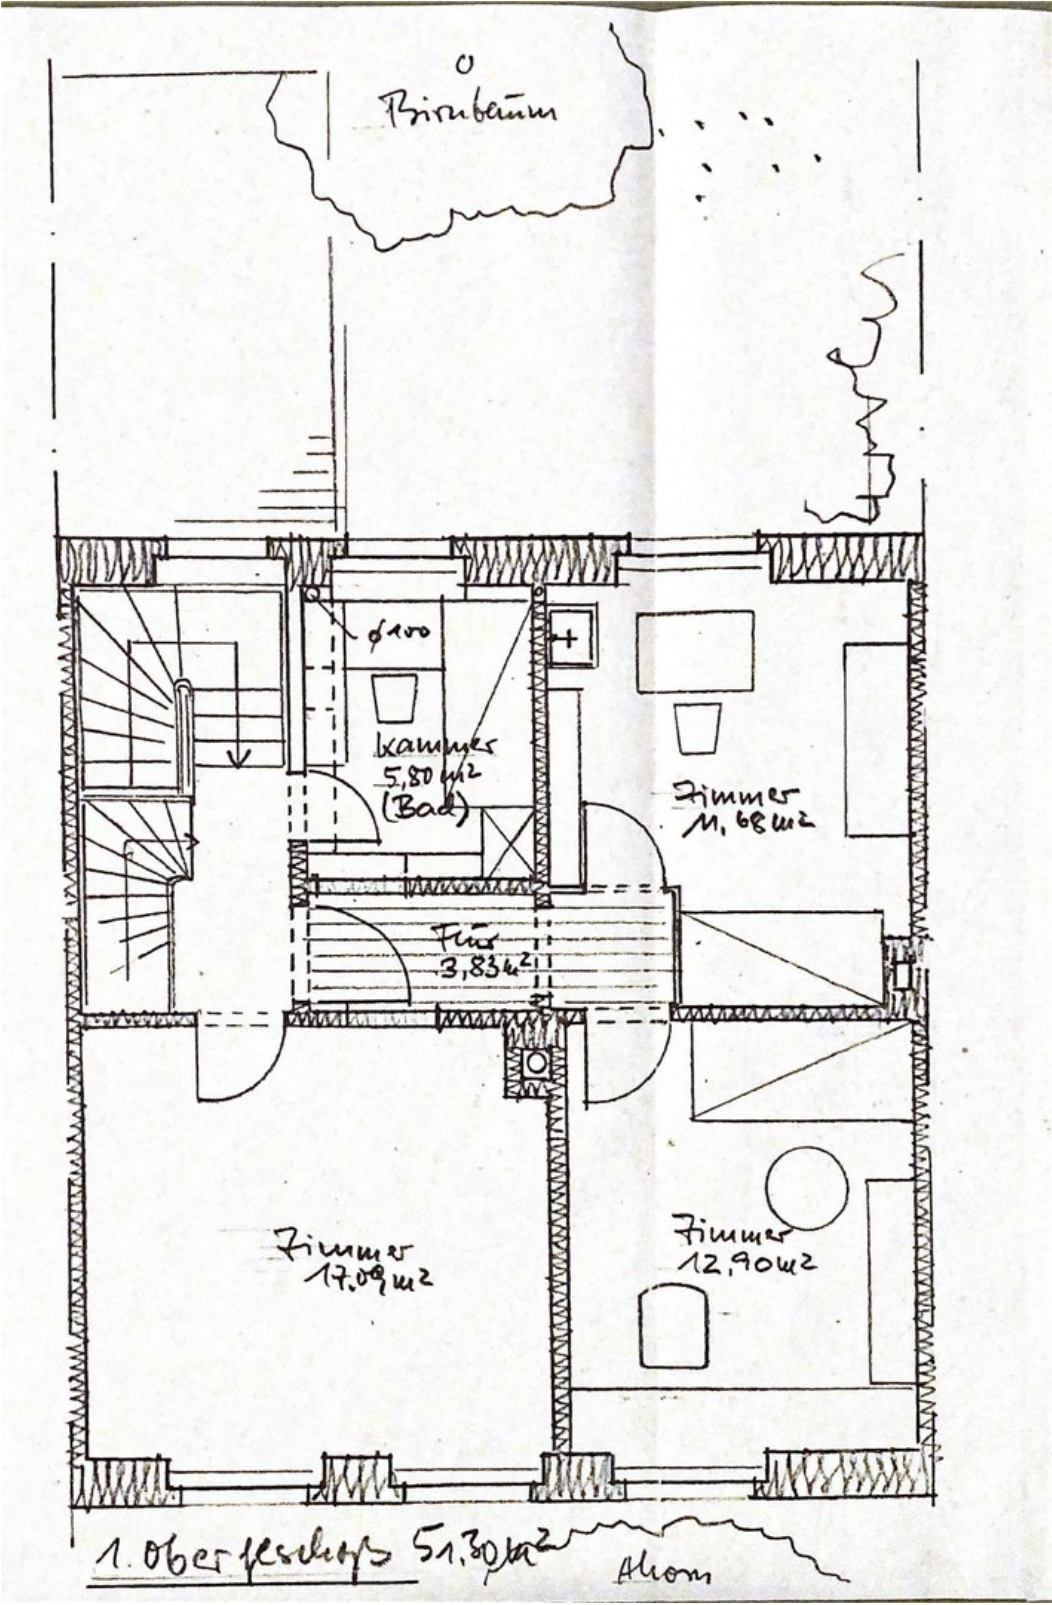 Birnbaum
ø100
Kammer
5,80 m²
(Bad)
Zimmer
11,68 m²
Flur
3,83 m²
Zimmer
17.09 m²
Zimmer
12,90 m²
1. Obergeschoß 51.30 m²
Ahorn